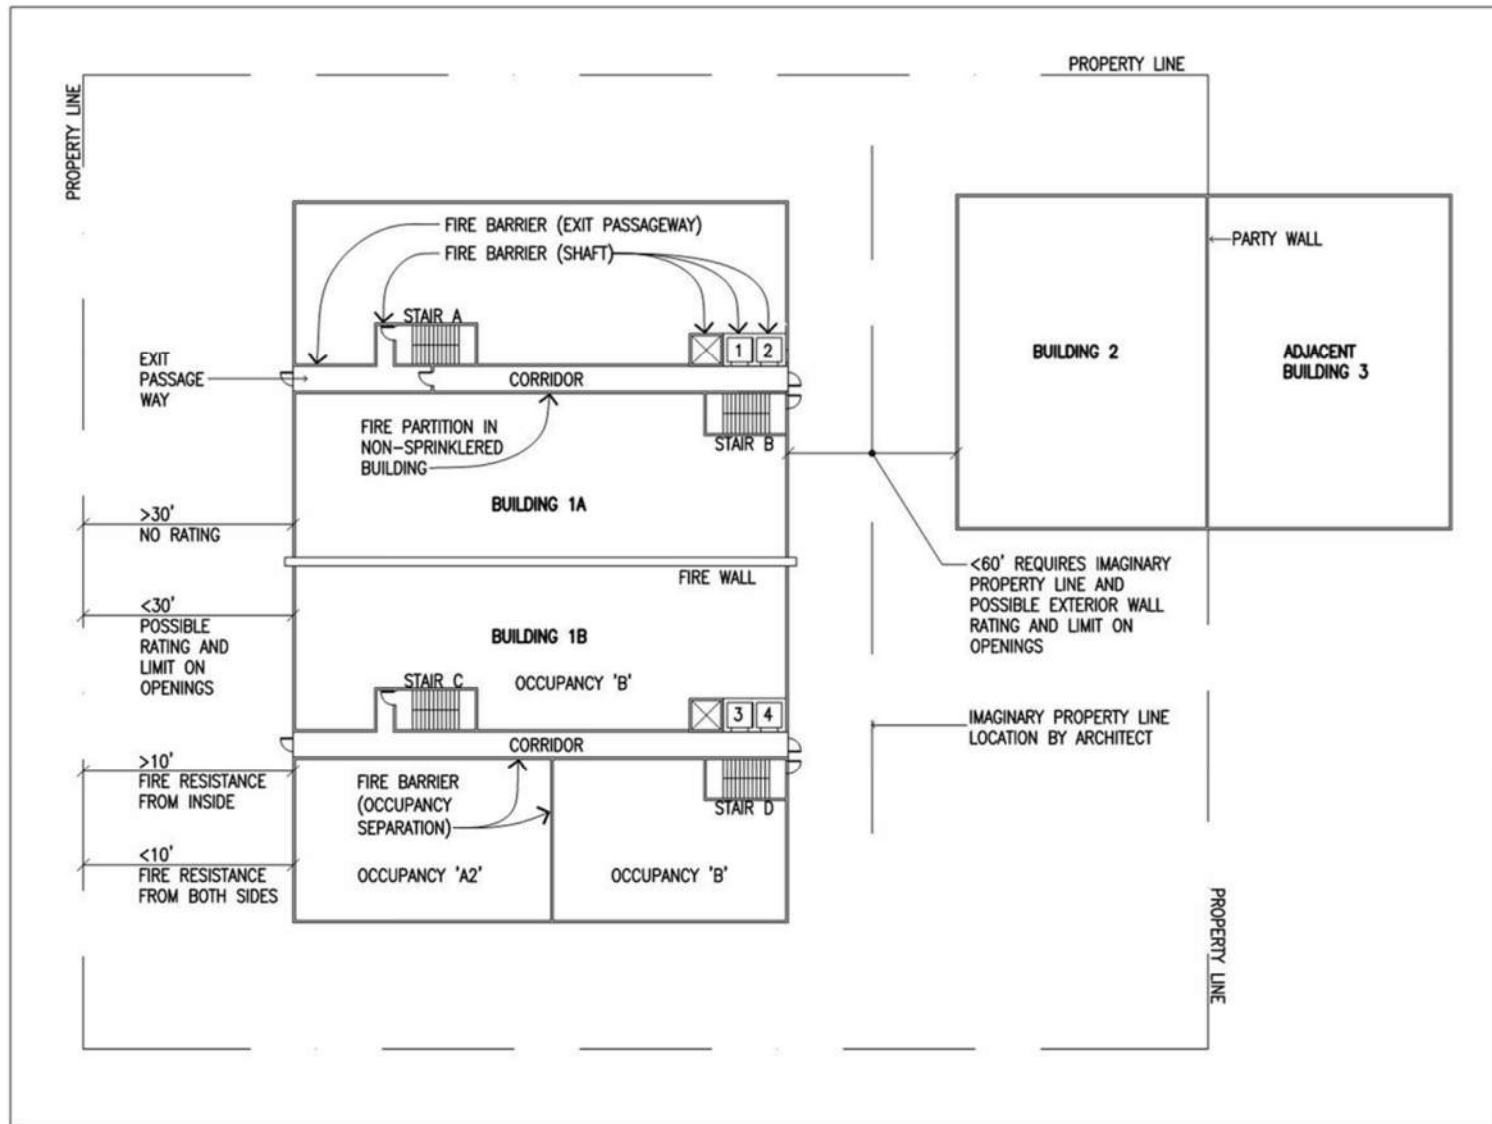 PROPERTY LINE
PROPERTY LINE
FIRE BARRIER (EXIT PASSAGEWAY)
FIRE BARRIER (SHAFT)
STAIR A
1 2
EXIT
PASSAGE
WAY
CORRIDOR
FIRE PARTITION IN
NON-SPRINKLERED
BUILDING
STAIR B
BUILDING 1A
>30'
NO RATING
FIRE WALL
<30'
POSSIBLE
RATING AND
LIMIT ON
OPENINGS
BUILDING 1B
STAIR C
OCCUPANCY 'B'
3 4
CORRIDOR
>10'
FIRE RESISTANCE
FROM INSIDE
FIRE BARRIER
(OCCUPANCY
SEPARATION)
STAIR D
<10'
FIRE RESISTANCE
FROM BOTH SIDES
OCCUPANCY 'A2'
OCCUPANCY 'B'
PARTY WALL
BUILDING 2
ADJACENT
BUILDING 3
<60' REQUIRES IMAGINARY
PROPERTY LINE AND
POSSIBLE EXTERIOR WALL
RATING AND LIMIT ON
OPENINGS
IMAGINARY PROPERTY LINE
LOCATION BY ARCHITECT
PROPERTY LINE